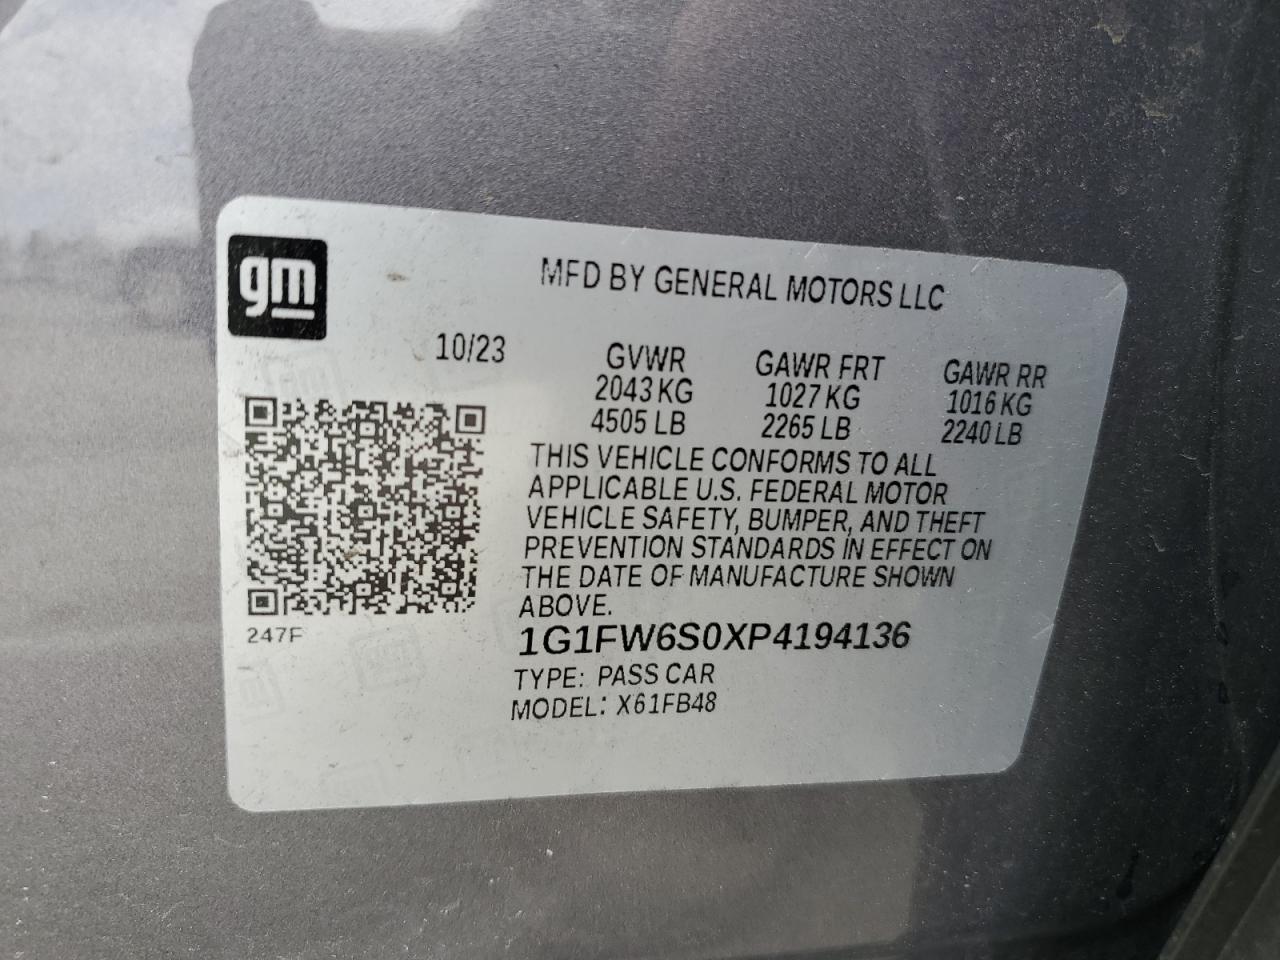 gm
MFD BY GENERAL MOTORS LLC
10/23 GVWR GAWR FRT GAWR RR
2043 KG 1027 KG 1016 KG
4505 LB 2265 LB 2240 LB
THIS VEHICLE CONFORMS TO ALL
APPLICABLE U.S. FEDERAL MOTOR
VEHICLE SAFETY, BUMPER, AND THEFT
PREVENTION STANDARDS IN EFFECT ON
THE DATE OF MANUFACTURE SHOWN
ABOVE.
247F
1G1FW6S0XP4194136
TYPE: PASS CAR
MODEL: X61FB48